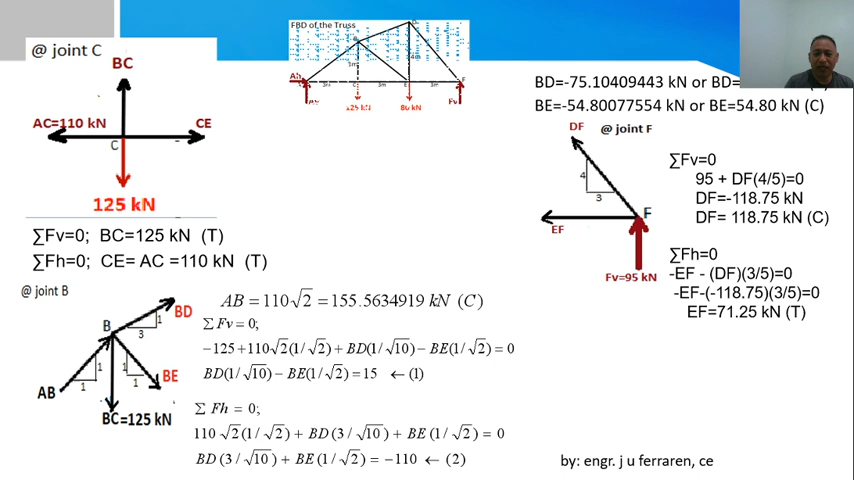 @ joint C
BC
AC=110 kN
CE
C
125 kN
∑Fv=0; BC=125 kN (T)
∑Fh=0; CE= AC =110 kN (T)
FBD of the Truss
3m
4m
3m
3m
125 kN
80 kN
Fv
BD=-75.10409443 kN or BD=
BE=-54.80077554 kN or BE=54.80 (C)
@ joint F
DF
4
3
F
EF
Fv=95 kN
∑Fv=0
95 + DF(4/5)=0
DF=-118.75 kN
DF= 118.75 kN (C)
∑Fh=0
-EF - (DF)(3/5)=0
-EF-(-118.75)(3/5)=0
EF=71.25 kN (T)
@ joint B
B
BD
1
3
1
1
1
1
BE
AB
BC=125 kN
AB = 110√2 = 155.5634919 kN (C)
∑ Fv = 0;
−125+110√2(1/√2)+BD(1/√10)−BE(1/√2)=0
BD(1/√10)−BE(1/√2)=15 ←(1)
∑ Fh = 0;
110 √2(1/√2)+ BD (3/√10)+ BE (1/√2)= 0
BD (3/√10)+ BE (1/√2)= −110 ← (2)
by: engr. j u ferraren, ce